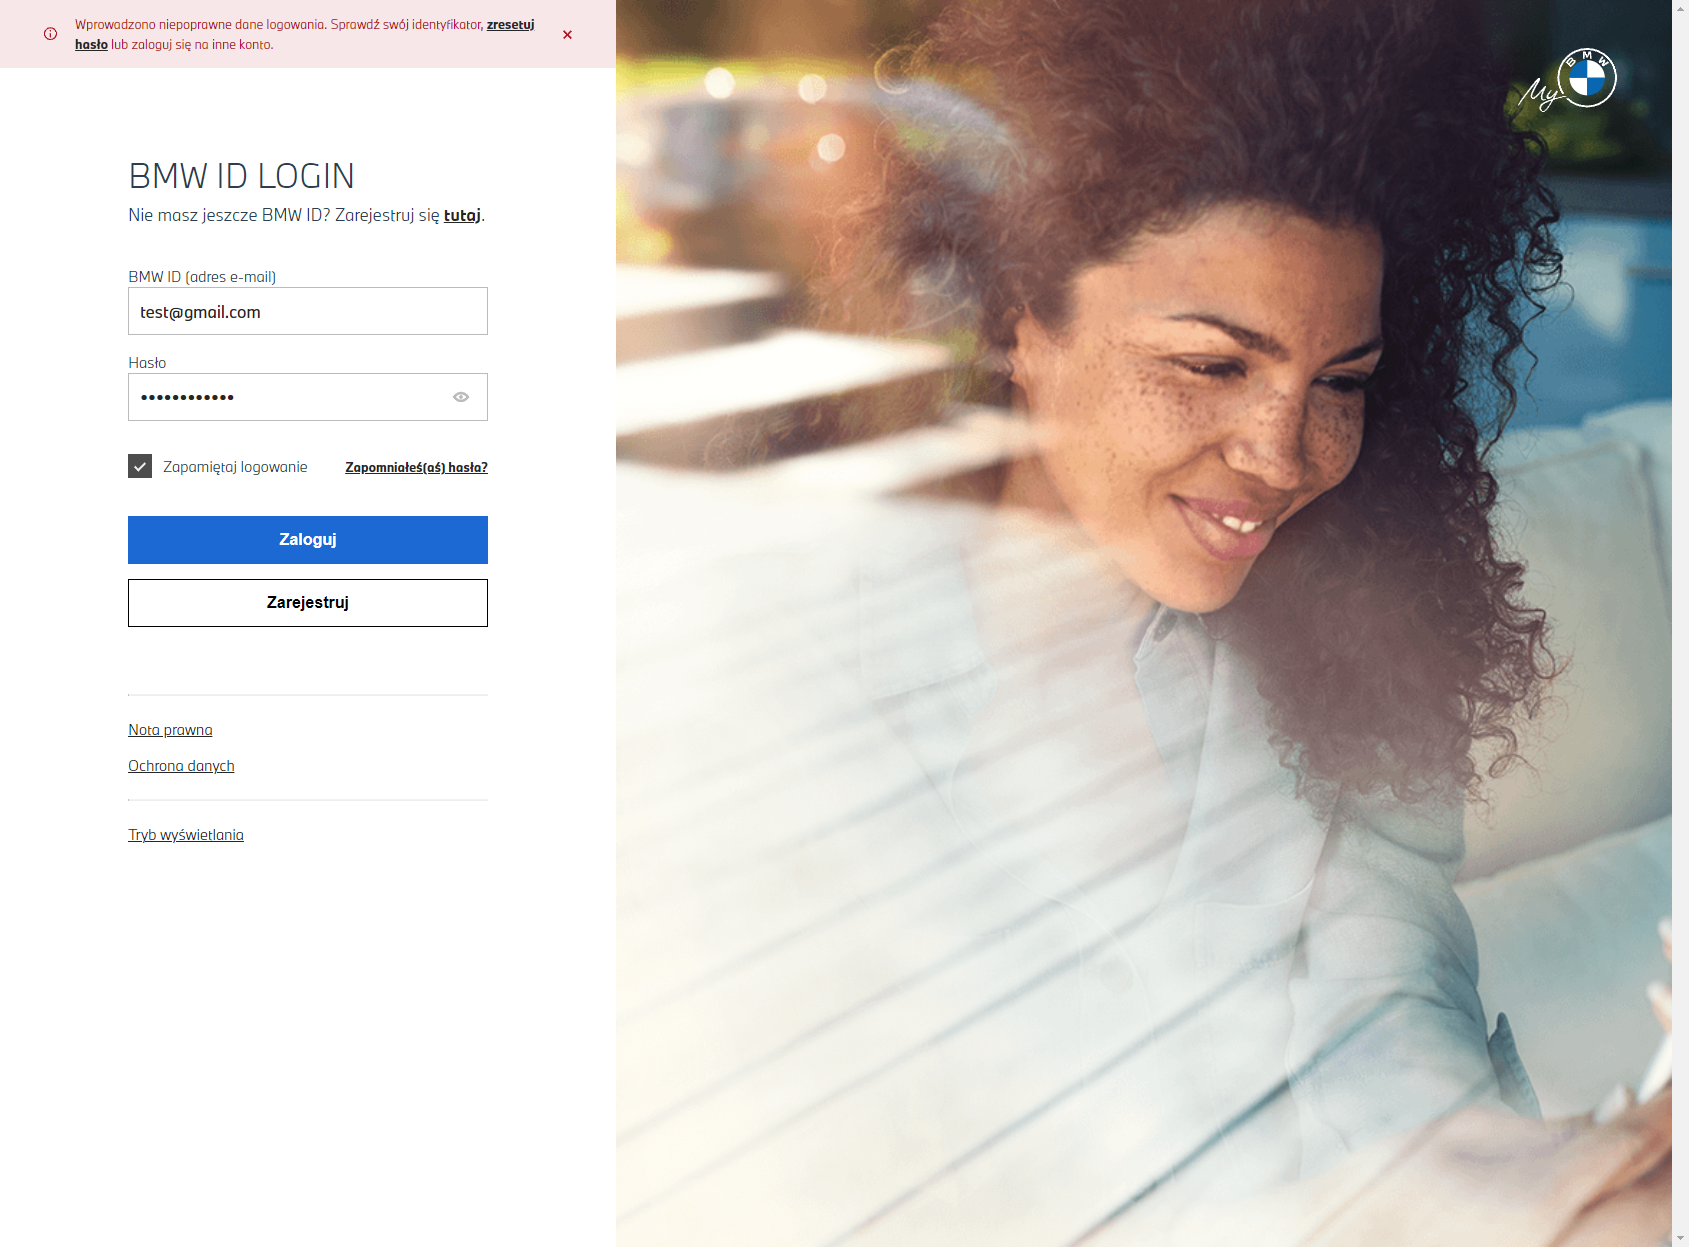 Wprowadzono niepoprawne dane logowania. Sprawdź swój identyfikator, zresetuj
hasło lub zaloguj się na inne konto.
My BMW
BMW ID LOGIN
Nie masz jeszcze BMW ID? Zarejestruj się tutaj.
BMW ID (adres e-mail)
test@gmail.com
Hasło
••••••••••••
Zapamiętaj logowanie Zapomniałeś(aś) hasła?
Zaloguj
Zarejestruj
Nota prawna
Ochrona danych
Tryb wyświetlania